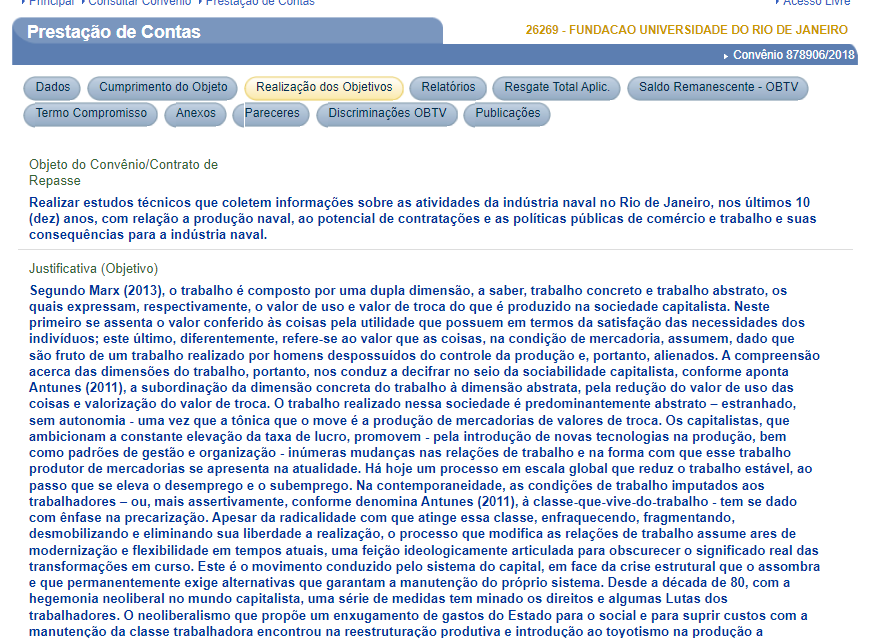 Principal Consultar Convênio Prestação de Contas Acesso Livre
Prestação de Contas
26269 - FUNDACAO UNIVERSIDADE DO RIO DE JANEIRO
Convênio 878906/2018
Dados Cumprimento do Objeto Realização dos Objetivos Relatórios Resgate Total Aplic. Saldo Remanescente - OBTV
Termo Compromisso Anexos Pareceres Discriminações OBTV Publicações
Objeto do Convênio/Contrato de
Repasse
Realizar estudos técnicos que coletem informações sobre as atividades da indústria naval no Rio de Janeiro, nos últimos 10
(dez) anos, com relação a produção naval, ao potencial de contratações e as políticas públicas de comércio e trabalho e suas
consequências para a indústria naval.
Justificativa (Objetivo)
Segundo Marx (2013), o trabalho é composto por uma dupla dimensão, a saber, trabalho concreto e trabalho abstrato, os
quais expressam, respectivamente, o valor de uso e valor de troca do que é produzido na sociedade capitalista. Neste
primeiro se assenta o valor conferido às coisas pela utilidade que possuem em termos da satisfação das necessidades dos
indivíduos; este último, diferentemente, refere-se ao valor que as coisas, na condição de mercadoria, assumem, dado que
são fruto de um trabalho realizado por homens despossuídos do controle da produção e, portanto, alienados. A compreensão
acerca das dimensões do trabalho, portanto, nos conduz a decifrar no seio da sociabilidade capitalista, conforme aponta
Antunes (2011), a subordinação da dimensão concreta do trabalho à dimensão abstrata, pela redução do valor de uso das
coisas e valorização do valor de troca. O trabalho realizado nessa sociedade é predominantemente abstrato – estranhado,
sem autonomia - uma vez que a tônica que o move é a produção de mercadorias de valores de troca. Os capitalistas, que
ambicionam a constante elevação da taxa de lucro, promovem - pela introdução de novas tecnologias na produção, bem
como padrões de gestão e organização - inúmeras mudanças nas relações de trabalho e na forma com que esse trabalho
produtor de mercadorias se apresenta na atualidade. Há hoje um processo em escala global que reduz o trabalho estável, ao
passo que se eleva o desemprego e o subemprego. Na contemporaneidade, as condições de trabalho imputados aos
trabalhadores – ou, mais assertivamente, conforme denomina Antunes (2011), à classe-que-vive-do-trabalho - tem se dado
com ênfase na precarização. Apesar da radicalidade com que atinge essa classe, enfraquecendo, fragmentando,
desmobilizando e eliminando sua liberdade a realização, o processo que modifica as relações de trabalho assume ares de
modernização e flexibilidade em tempos atuais, uma feição ideologicamente articulada para obscurecer o significado real das
transformações em curso. Este é o movimento conduzido pelo sistema do capital, em face da crise estrutural que o assombra
e que permanentemente exige alternativas que garantam a manutenção do próprio sistema. Desde a década de 80, com a
hegemonia neoliberal no mundo capitalista, uma série de medidas tem minado os direitos e algumas Lutas dos
trabalhadores. O neoliberalismo que propõe um enxugamento de gastos do Estado para o social e para suprir custos com a
manutenção da classe trabalhadora encontrou na reestruturação produtiva e introdução ao toyotismo na produção a